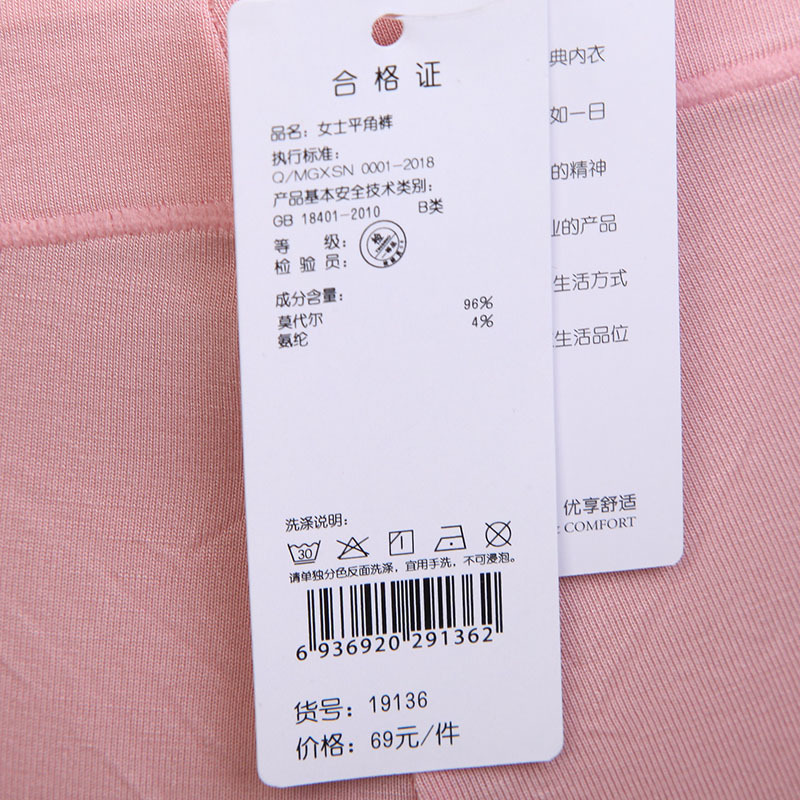 合格证
品名：女士平角裤
执行标准：
Q/MGXSN 0001-2018
产品基本安全技术类别：
GB 18401-2010 B类
等 级：
检 验 员：
成分含量：
莫代尔 96%
氨纶 4%
洗涤说明：
30
请单独分色反面洗涤，宜用手洗，不可浸泡。
6 936920 291362
货号：19136
价格：69元/件
典内衣
如一日
的精神
业的产品
生活方式
生活品位
优享舒适
COMFORT